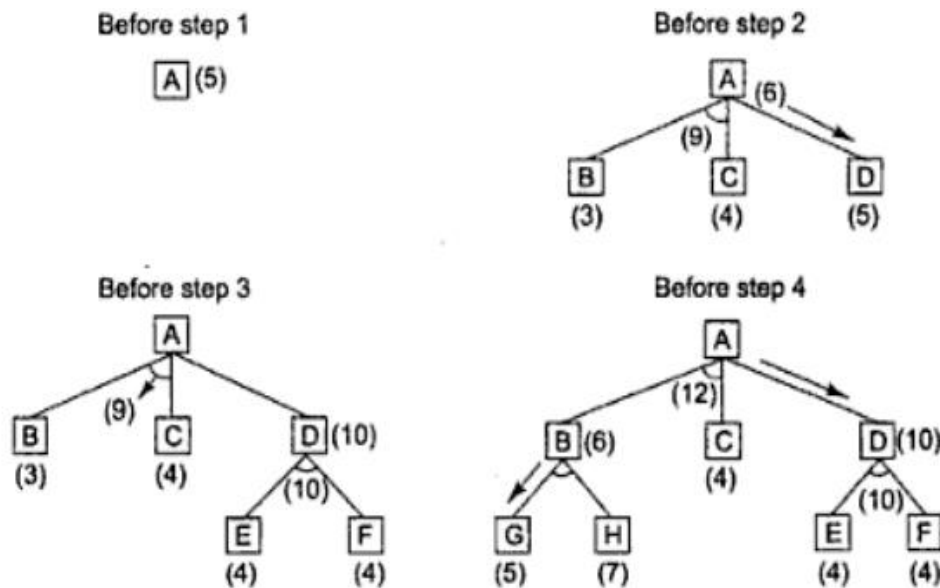 Before step 1
Before step 2
A (5)
A
(6)
(9)
B
C
D
(3)
(4)
(5)
Before step 3
Before step 4
A
A
(9)
(12)
B
C
D (10)
B (6)
C
D (10)
(3)
(4)
(10)
(4)
(10)
E
F
G
H
E
F
(4)
(4)
(5)
(7)
(4)
(4)